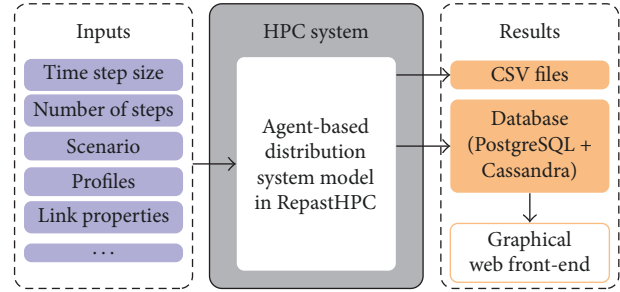 Inputs
Time step size
Number of steps
Scenario
Profiles
Link properties
...
HPC system
Agent-based
distribution
system model
in RepastHPC
Results
CSV files
Database
(PostgreSQL +
Cassandra)
Graphical
web front-end